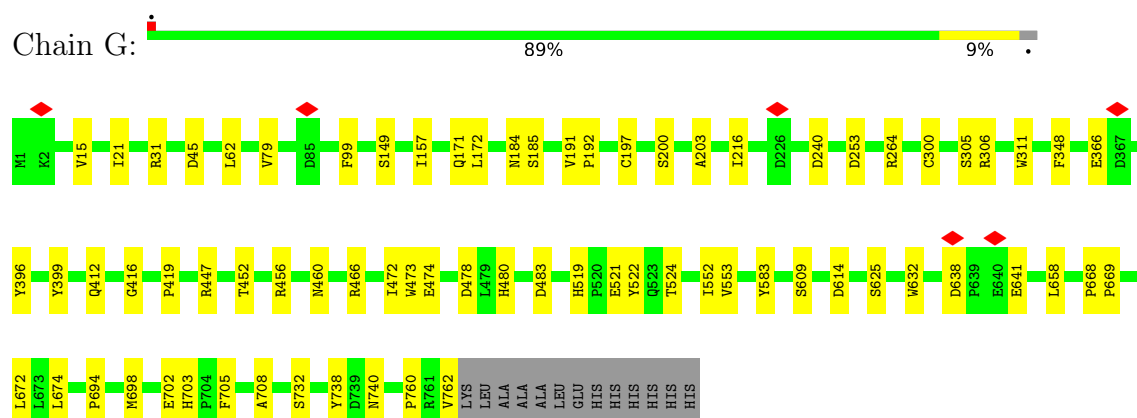 Chain G:
89%
9%
M1 K2 V15 I21 R31 D45 L62 V79 D85 F99 S149 I157 Q171 L172 N184 S185 V191 P192 C197 S200 A203 I216 D226 D240 D253 R264 C300 S305 R306 W311 F348 E366 D367
Y396 Y399 Q412 G416 P419 R447 T452 R456 N460 R466 I472 W473 E474 D478 L479 H480 D483 H519 P520 E521 Y522 Q523 T524 I552 V553 Y583 S609 D614 S625 W632 D638 P639 E640 E641 L658 P668 P669
L672 L673 L674 P694 M698 E702 H703 P704 F705 A708 S732 Y738 D739 N740 P760 R761 V762 LYS LEU ALA ALA ALA LEU GLU HIS HIS HIS HIS HIS HIS